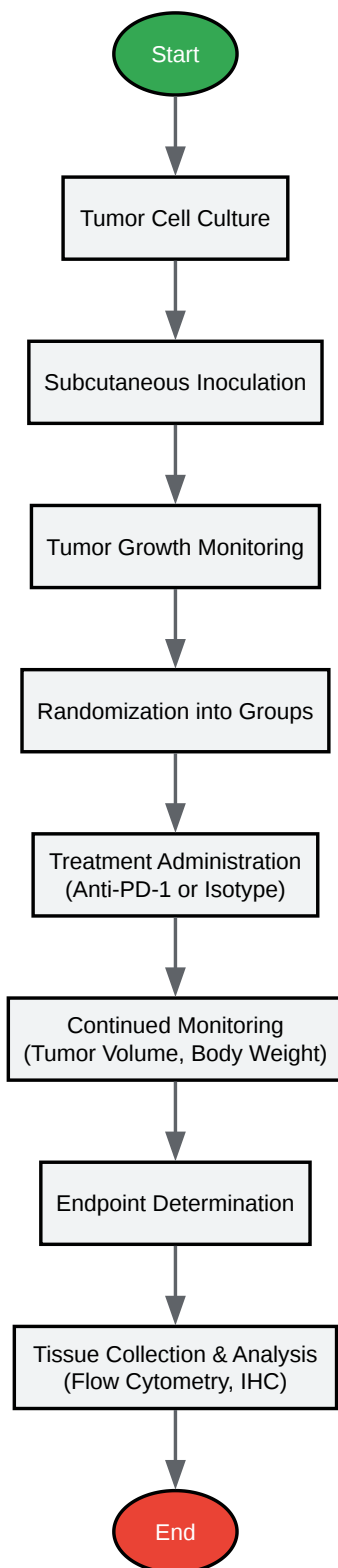 Start
Tumor Cell Culture
Subcutaneous Inoculation
Tumor Growth Monitoring
Randomization into Groups
Treatment Administration
(Anti-PD-1 or Isotype)
Continued Monitoring
(Tumor Volume, Body Weight)
Endpoint Determination
Tissue Collection & Analysis
(Flow Cytometry, IHC)
End